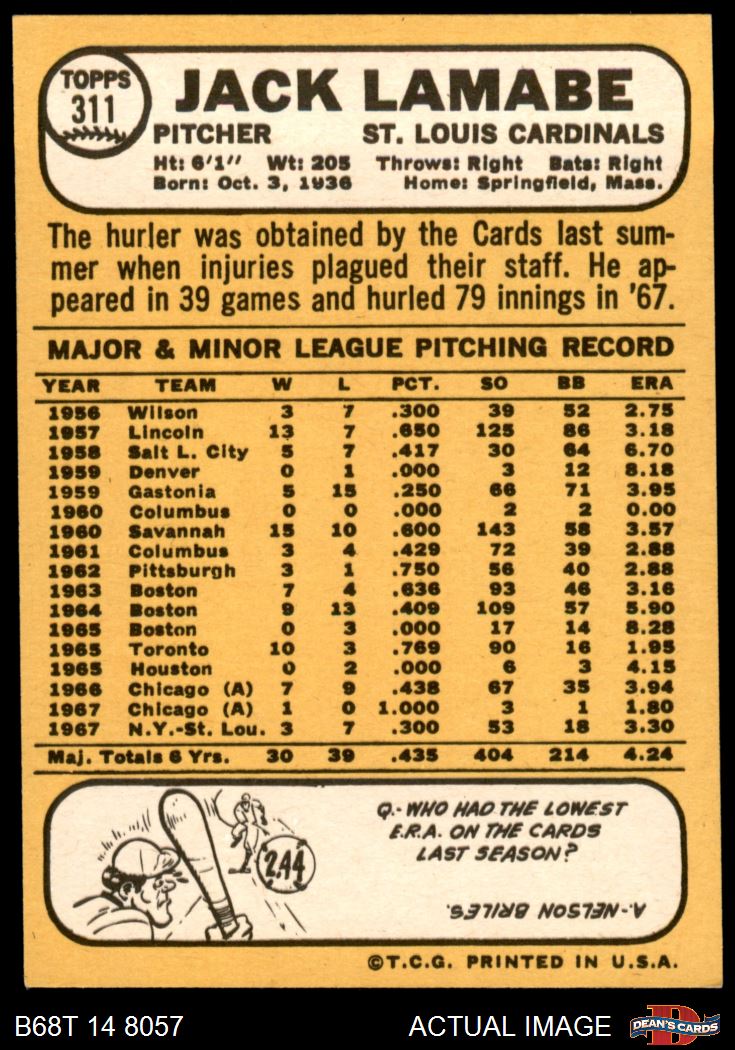 TOPPS
311
JACK LAMABE
PITCHER ST. LOUIS CARDINALS
Ht: 6'1" Wt: 205 Throws: Right Bats: Right
Born: Oct. 3, 1936 Home: Springfield, Mass.
The hurler was obtained by the Cards last sum-
mer when injuries plagued their staff. He ap-
peared in 39 games and hurled 79 innings in '67.
MAJOR & MINOR LEAGUE PITCHING RECORD
YEAR TEAM W L PCT. SO BB ERA
1956 Wilson 3 7 .300 39 52 2.75
1957 Lincoln 13 7 .650 125 86 3.18
1958 Salt L. City 5 7 .417 30 64 6.70
1959 Denver 0 1 .000 3 12 8.18
1959 Gastonia 5 15 .250 66 71 3.95
1960 Columbus 0 0 .000 2 2 0.00
1960 Savannah 15 10 .600 143 58 3.57
1961 Columbus 3 4 .429 72 39 2.88
1962 Pittsburgh 3 1 .750 56 40 2.88
1963 Boston 7 4 .636 93 46 3.16
1964 Boston 9 13 .409 109 57 5.90
1965 Boston 0 3 .000 17 14 8.28
1965 Toronto 10 3 .769 90 16 1.95
1965 Houston 0 2 .000 6 3 4.15
1966 Chicago (A) 7 9 .438 67 35 3.94
1967 Chicago (A) 1 0 1.000 3 1 1.80
1967 N.Y.-St. Lou. 3 7 .300 53 18 3.30
Maj. Totals 6 Yrs. 30 39 .435 404 214 4.24
2.44
Q.- WHO HAD THE LOWEST
E.R.A. ON THE CARDS
LAST SEASON?
A.-NELSON BRILES.
©T.C.G. PRINTED IN U.S.A.
B68T 14 8057 ACTUAL IMAGE DEAN'S CARDS